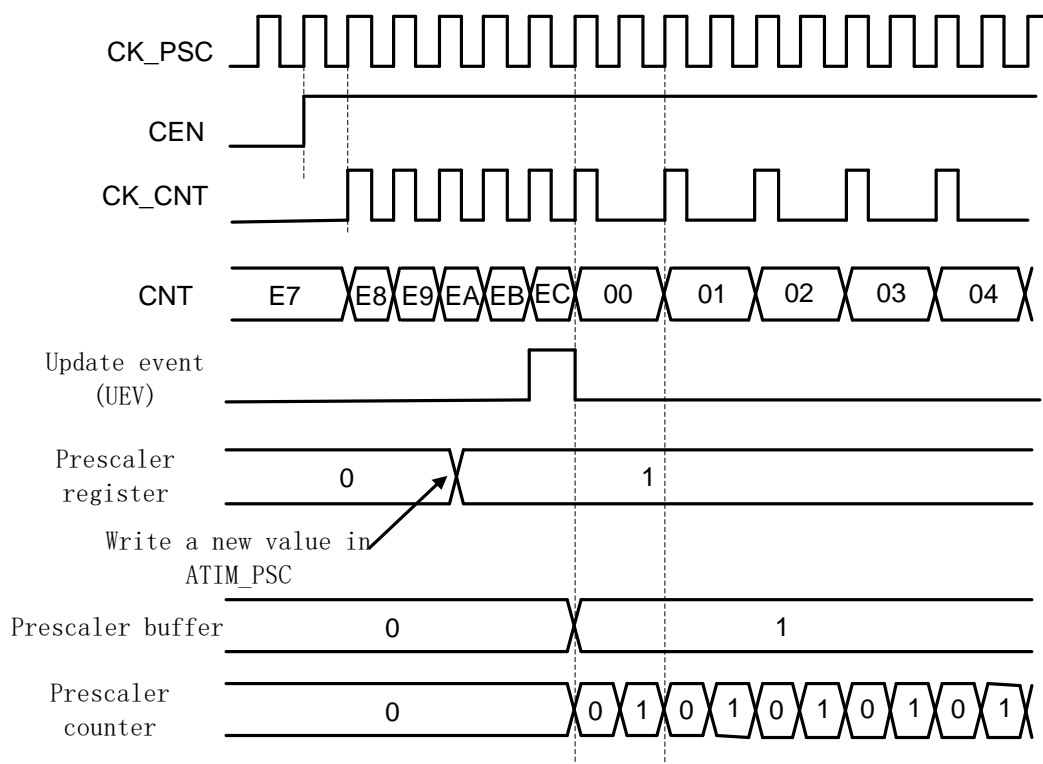 CK_PSC
CEN
CK_CNT
CNT
E7 E8 E9 EA EB EC 00 01 02 03 04
Update event
(UEV)
Prescaler
register
0 1
Write a new value in
ATIM_PSC
Prescaler buffer
0 1
Prescaler
counter
0 0 1 0 1 0 1 0 1 0 1